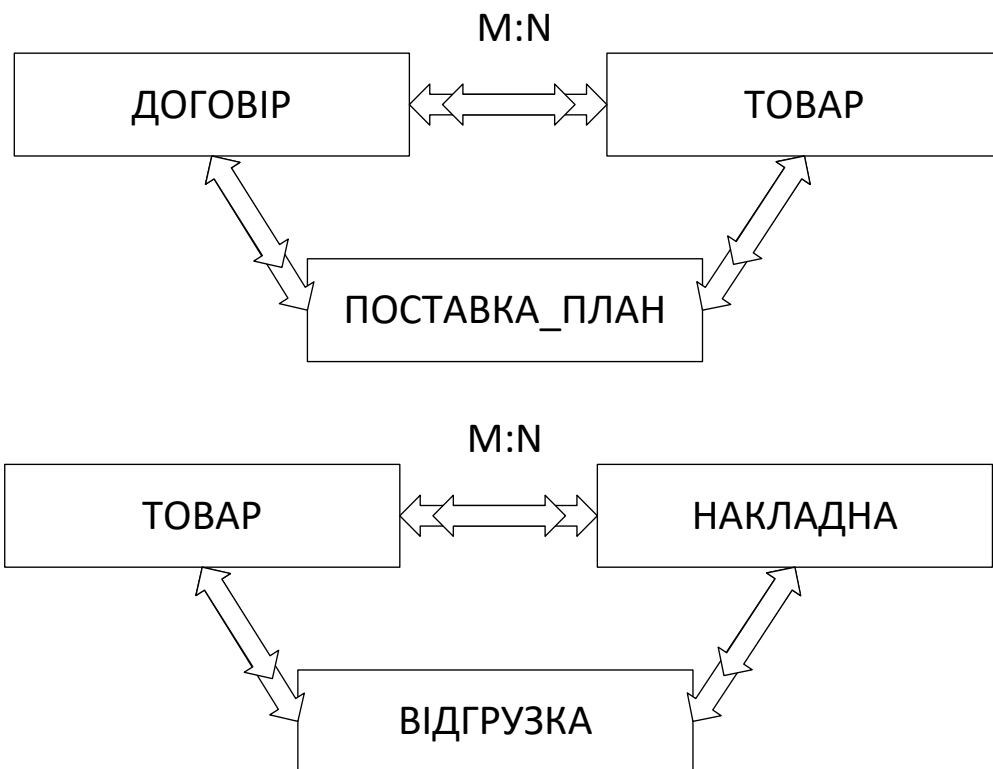 M:N
ДОГОВІР
ТОВАР
ПОСТАВКА_ПЛАН
M:N
ТОВАР
НАКЛАДНА
ВІДГРУЗКА